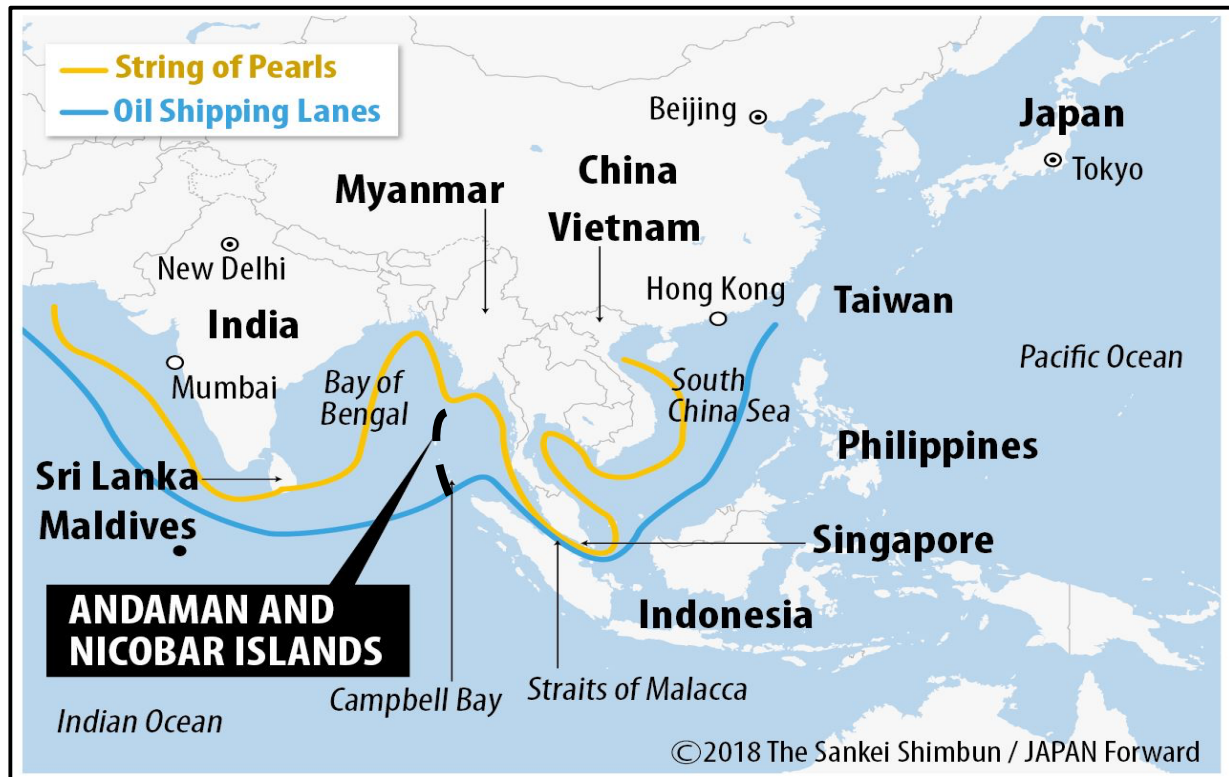 String of Pearls
Oil Shipping Lanes
Beijing
Japan
Tokyo
China
Myanmar
Vietnam
New Delhi
Hong Kong
India
Taiwan
Mumbai
Bay of
Bengal
South
China Sea
Pacific Ocean
Philippines
Sri Lanka
Maldives
Singapore
ANDAMAN AND
NICOBAR ISLANDS
Indonesia
Campbell Bay
Straits of Malacca
Indian Ocean
©2018 The Sankei Shimbun / JAPAN Forward